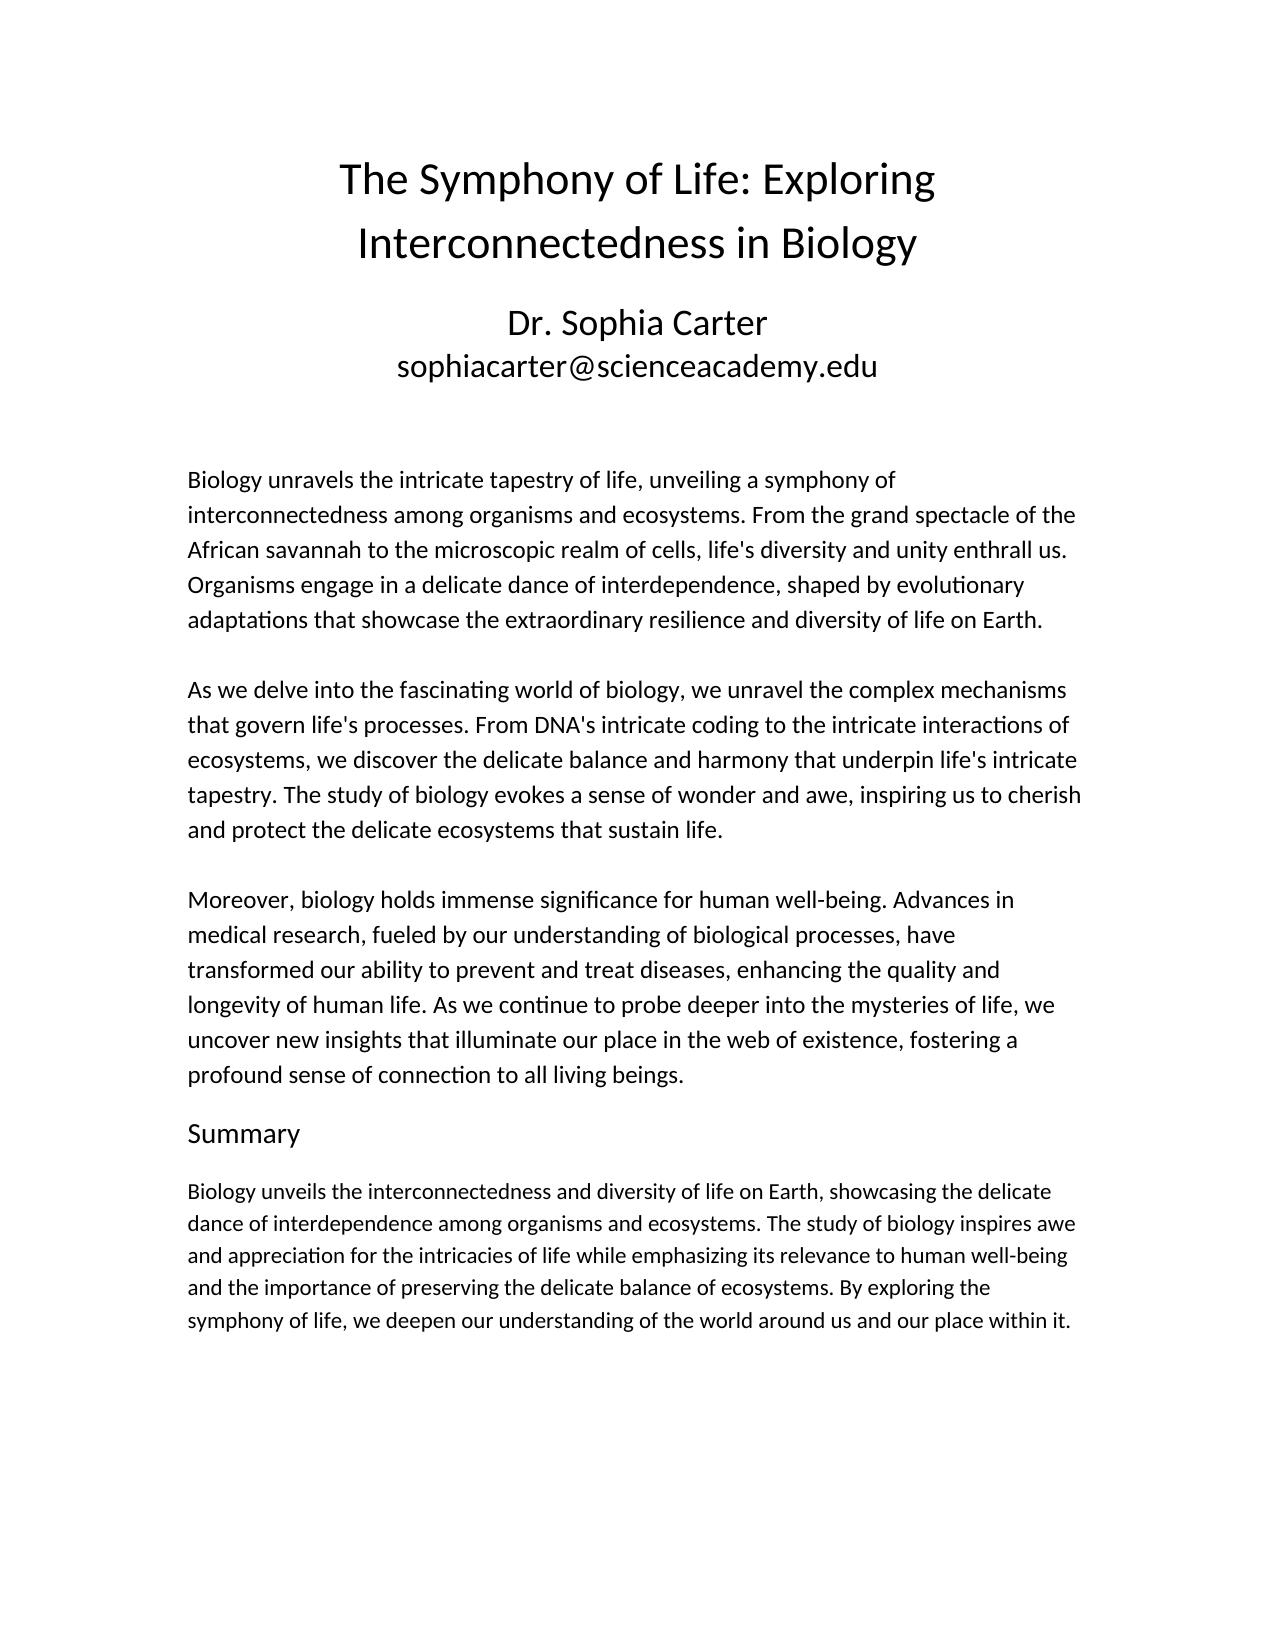 The Symphony of Life: Exploring
Interconnectedness in Biology
Dr. Sophia Carter
sophiacarter@scienceacademy.edu
Biology unravels the intricate tapestry of life, unveiling a symphony of
interconnectedness among organisms and ecosystems. From the grand spectacle of the
African savannah to the microscopic realm of cells, life's diversity and unity enthrall us.
Organisms engage in a delicate dance of interdependence, shaped by evolutionary
adaptations that showcase the extraordinary resilience and diversity of life on Earth.
As we delve into the fascinating world of biology, we unravel the complex mechanisms
that govern life's processes. From DNA's intricate coding to the intricate interactions of
ecosystems, we discover the delicate balance and harmony that underpin life's intricate
tapestry. The study of biology evokes a sense of wonder and awe, inspiring us to cherish
and protect the delicate ecosystems that sustain life.
Moreover, biology holds immense significance for human well-being. Advances in
medical research, fueled by our understanding of biological processes, have
transformed our ability to prevent and treat diseases, enhancing the quality and
longevity of human life. As we continue to probe deeper into the mysteries of life, we
uncover new insights that illuminate our place in the web of existence, fostering a
profound sense of connection to all living beings.
Summary
Biology unveils the interconnectedness and diversity of life on Earth, showcasing the delicate
dance of interdependence among organisms and ecosystems. The study of biology inspires awe
and appreciation for the intricacies of life while emphasizing its relevance to human well-being
and the importance of preserving the delicate balance of ecosystems. By exploring the
symphony of life, we deepen our understanding of the world around us and our place within it.